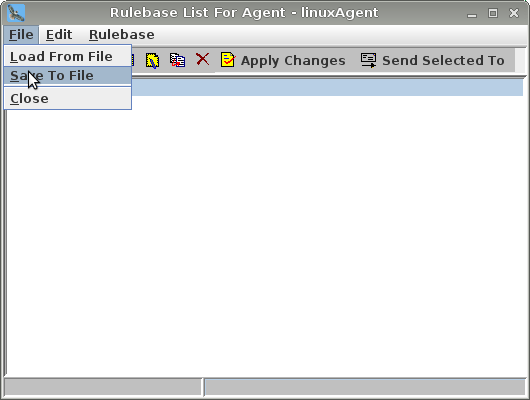 Rulebase List For Agent - linuxAgent
File Edit Rulebase
Load From File
Save To File
Close
Apply Changes Send Selected To